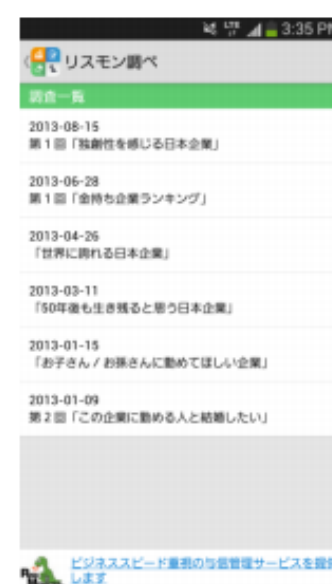 3:35 PM
リスモン調べ
調査一覧
2013-08-15
第1回「独創性を感じる日本企業」
2013-06-28
第1回「金持ち企業ランキング」
2013-04-26
「世界に誇れる日本企業」
2013-03-11
「50年後も生き残ると思う日本企業」
2013-01-15
「お子さん / お孫さんに勤めてほしい企業」
2013-01-09
第2回「この企業に勤める人と結婚したい」
ビジネススピード重視の与信管理サービスを提供
します